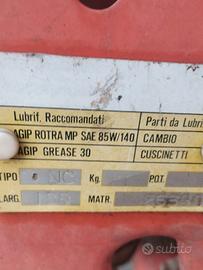 Lubrif. Raccomandati Parti da Lubrif
AGIP ROTRA MP SAE 85W/140 CAMBIO
AGIP GREASE 30 CUSCINETTI
TIPO NC Kg. POT.
LARG. MATR.
subito